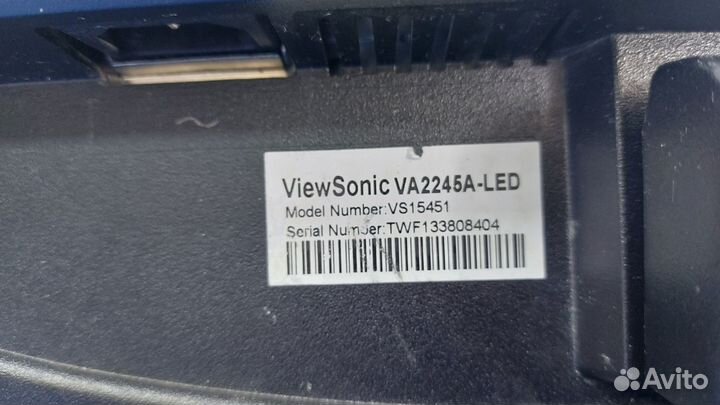 ViewSonic VA2245A-LED
Model Number:VS15451
Serial Number:TWF133808404
Avito